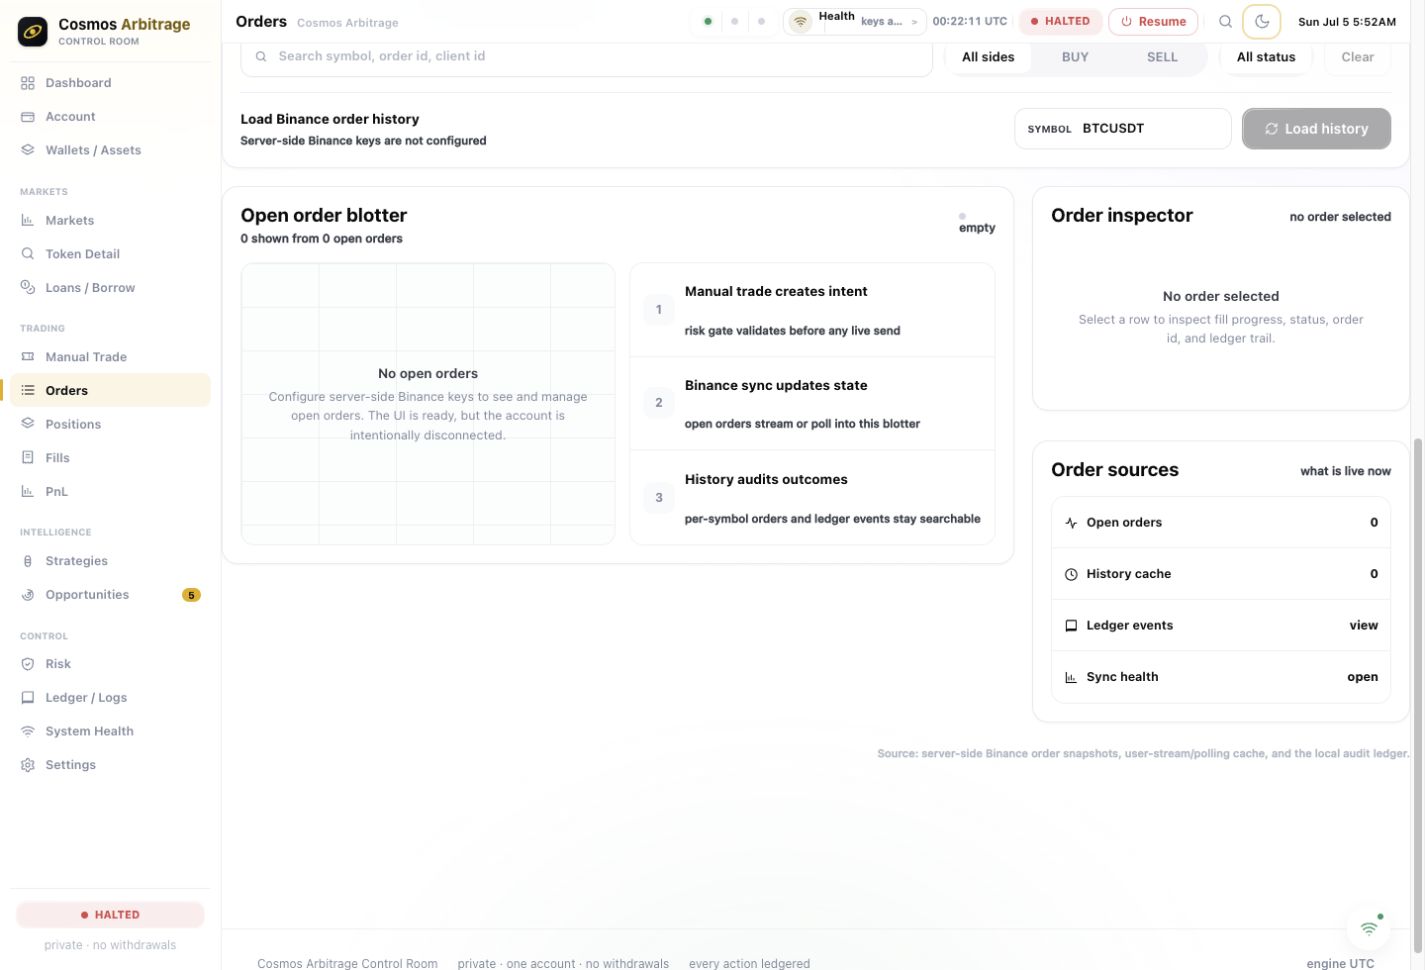 Cosmos Arbitrage
CONTROL ROOM
Dashboard
Account
Wallets / Assets
MARKETS
Markets
Token Detail
Loans / Borrow
TRADING
Manual Trade
Orders
Positions
Fills
PnL
INTELLIGENCE
Strategies
Opportunities 5
CONTROL
Risk
Ledger / Logs
System Health
Settings
HALTED
private · no withdrawals
Orders Cosmos Arbitrage
Health keys a... > 00:22:11 UTC HALTED Resume Sun Jul 5 5:52AM
Search symbol, order id, client id
All sides BUY SELL All status Clear
Load Binance order history
Server-side Binance keys are not configured
SYMBOL BTCUSDT Load history
Open order blotter
0 shown from 0 open orders
empty
No open orders
Configure server-side Binance keys to see and manage
open orders. The UI is ready, but the account is
intentionally disconnected.
1 Manual trade creates intent
risk gate validates before any live send
2 Binance sync updates state
open orders stream or poll into this blotter
3 History audits outcomes
per-symbol orders and ledger events stay searchable
Order inspector no order selected
No order selected
Select a row to inspect fill progress, status, order
id, and ledger trail.
Order sources what is live now
Open orders 0
History cache 0
Ledger events view
Sync health open
Source: server-side Binance order snapshots, user-stream/polling cache, and the local audit ledger.
Cosmos Arbitrage Control Room private · one account · no withdrawals every action ledgered engine UTC